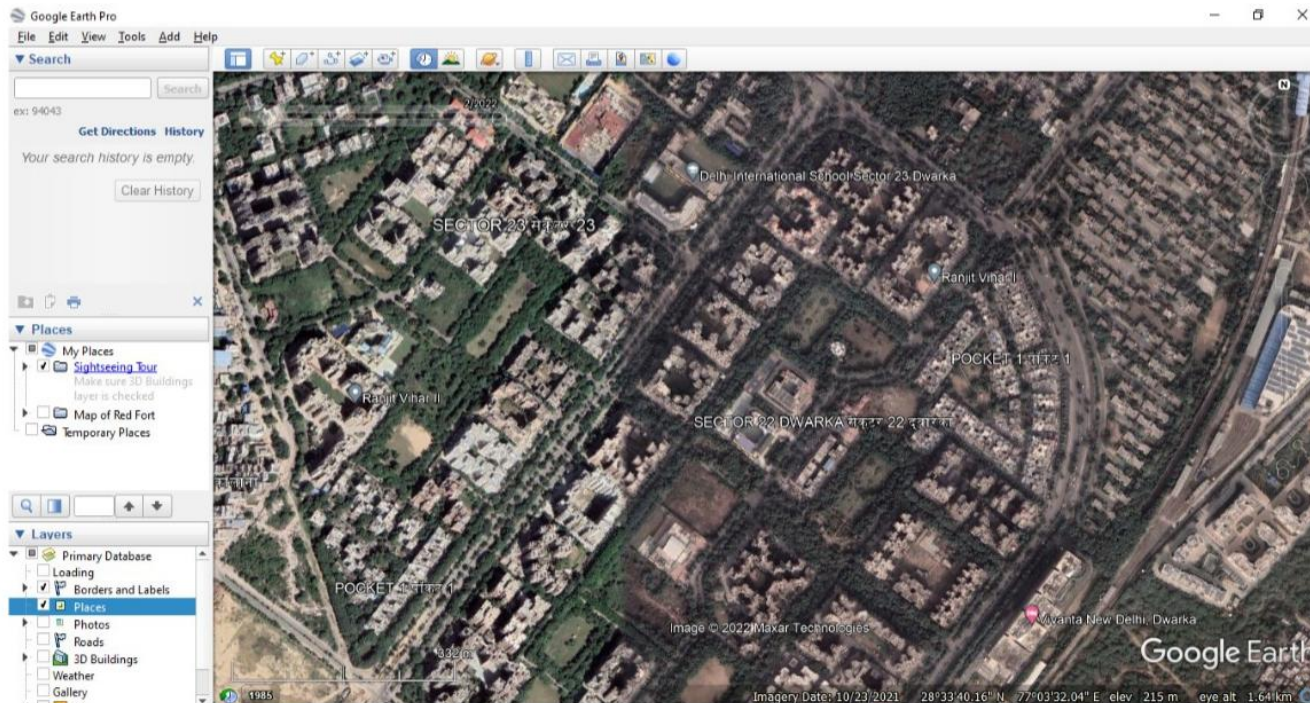 Google Earth Pro
File Edit View Tools Add Help
Search
Search
ex: 94043
Get Directions History
Your search history is empty.
Clear History
Places
My Places
Sightseeing Tour
Make sure 3D Buildings
layer is checked
Map of Red Fort
Temporary Places
Layers
Primary Database
Loading
Borders and Labels
Places
Photos
Roads
3D Buildings
Weather
Gallery
2/2022
N
Delhi International School Sector 23 Dwarka
SECTOR 23 सेक्टर 23
Ranjit Vihar I
Ranjit Vihar II
POCKET 1 पॉकेट 1
SECTOR 22 DWARKA सेक्टर 22 द्वारका
POCKET 1 पॉकेट 1
Vivanta New Delhi, Dwarka
Image © 2022 Maxar Technologies
Google Earth
332 m
1985
Imagery Date: 10/23/2021 28°33'40.16" N 77°03'32.04" E elev 215 m eye alt 1.64 km